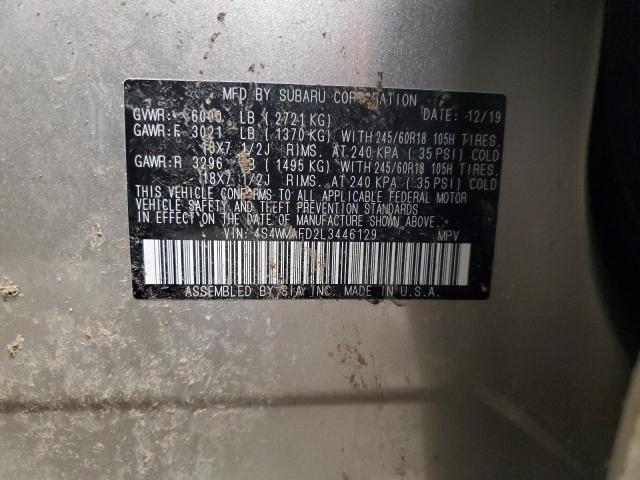 MFD BY SUBARU CORPORATION DATE: 12/19
GVWR: 6000 LB ( 2721 KG)
GAWR:F 3021 LB ( 1370 KG) WITH 245/60R18 105H TIRES.
18X7 1/2J RIMS. AT 240 KPA ( 35 PSI) COLD
GAWR:R 3296 LB ( 1495 KG) WITH 245/60R18 105H TIRES.
18X7 1/2J RIMS. AT 240 KPA ( 35 PSI) COLD
THIS VEHICLE CONFORMS TO ALL APPLICABLE FEDERAL MOTOR
VEHICLE SAFETY AND THEFT PREVENTION STANDARDS
IN EFFECT ON THE DATE OF MANUFACTURE SHOWN ABOVE.
VIN: 4S4WMAFD2L3446129 MPV
ASSEMBLED BY SIA INC. MADE IN U.S.A.